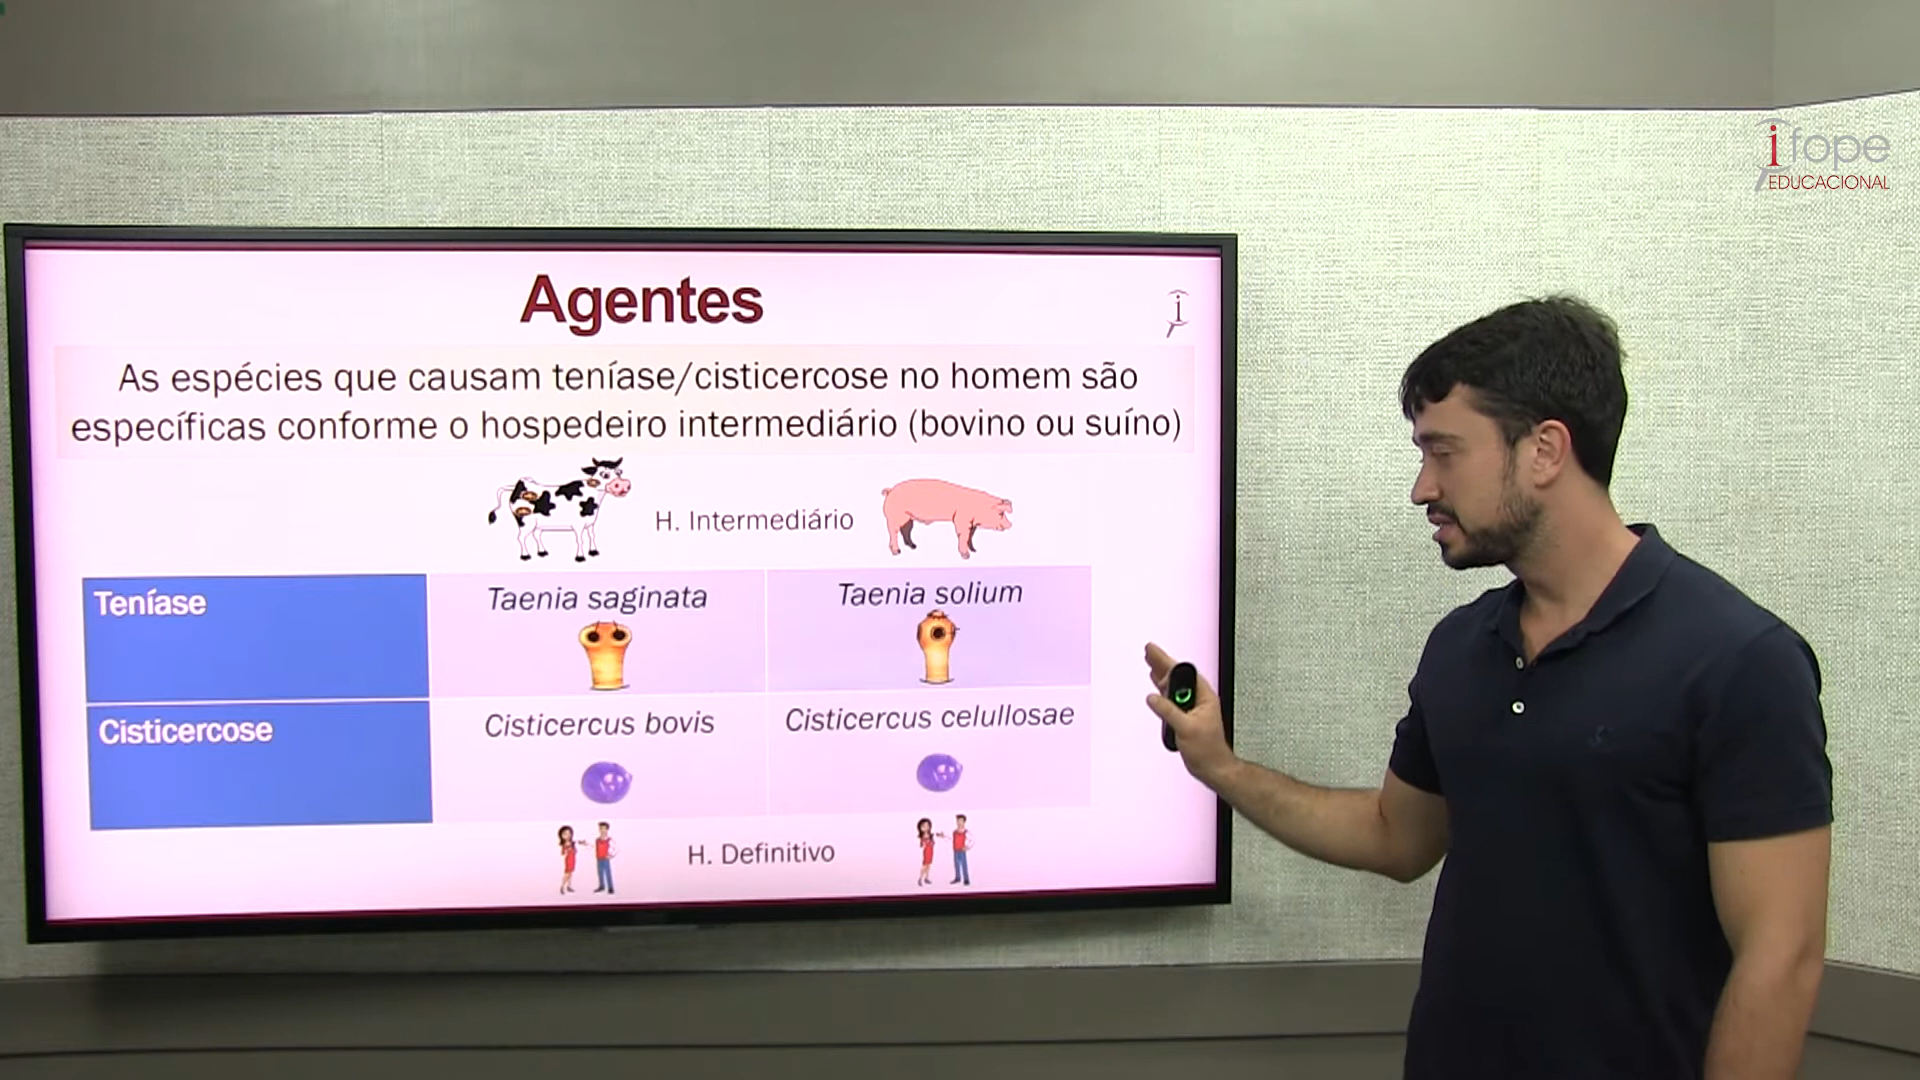 ifope
EDUCACIONAL
Agentes
i
As espécies que causam teníase/cisticercose no homem são
específicas conforme o hospedeiro intermediário (bovino ou suíno)
H. Intermediário
Teníase
Taenia saginata
Taenia solium
Cisticercose
Cisticercus bovis
Cisticercus celullosae
H. Definitivo